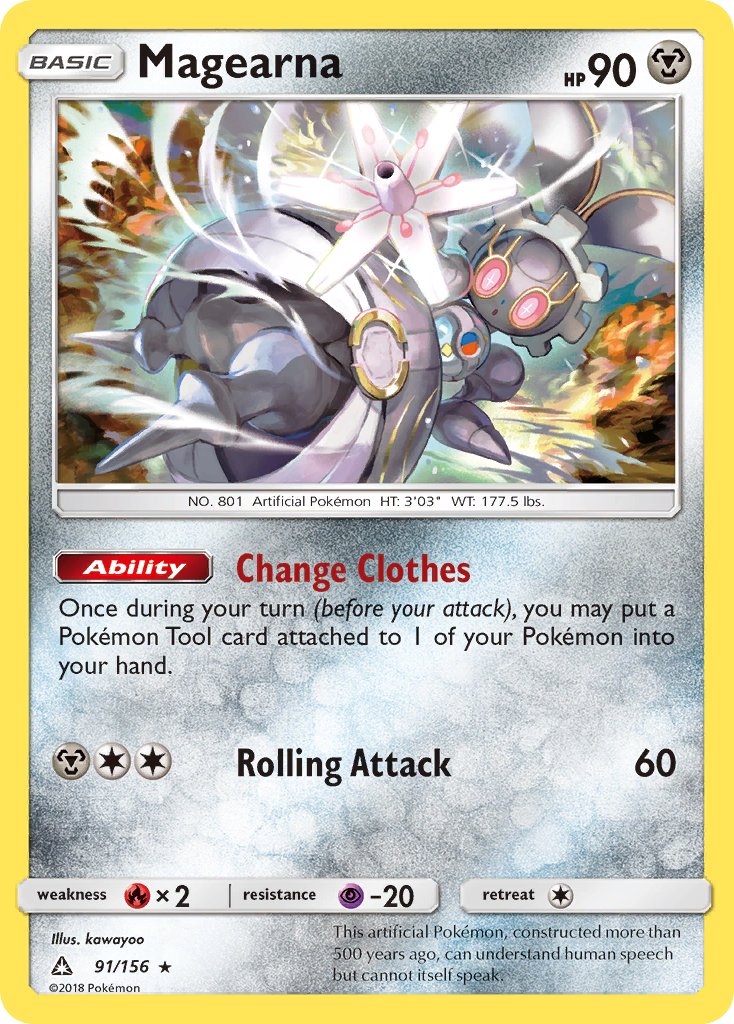 BASIC Magearna HP 90
NO. 801 Artificial Pokémon HT: 3'03" WT: 177.5 lbs.
Ability Change Clothes
Once during your turn (before your attack), you may put a
Pokémon Tool card attached to 1 of your Pokémon into
your hand.
Rolling Attack 60
weakness × 2 resistance -20 retreat
Illus. kawayoo
91/156 ★
©2018 Pokémon
This artificial Pokémon, constructed more than
500 years ago, can understand human speech
but cannot itself speak.